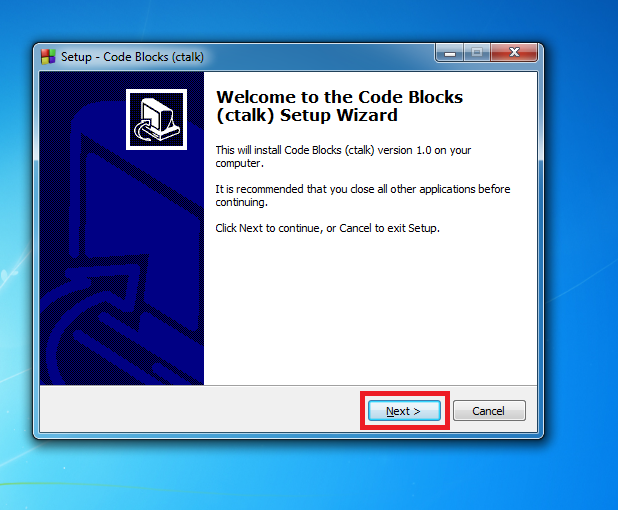 Setup - Code Blocks (ctalk)
Welcome to the Code Blocks
(ctalk) Setup Wizard
This will install Code Blocks (ctalk) version 1.0 on your
computer.
It is recommended that you close all other applications before
continuing.
Click Next to continue, or Cancel to exit Setup.
Next >
Cancel